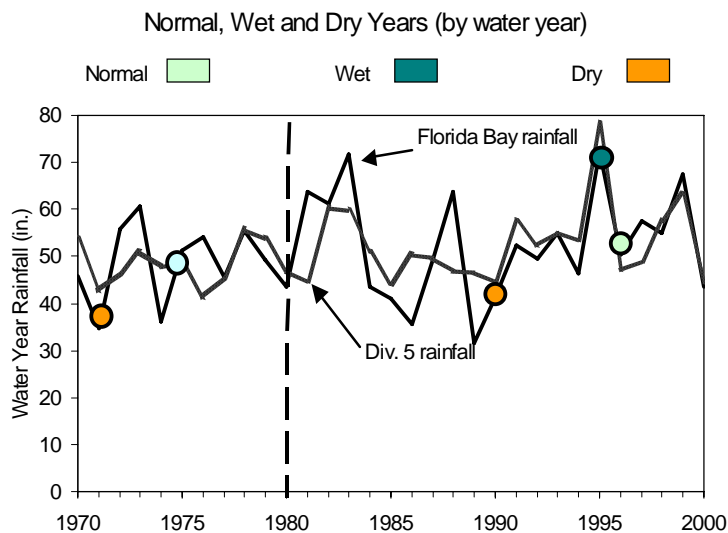 Normal, Wet and Dry Years (by water year)
Normal Wet Dry
80
70
60
50
40
30
20
10
0
Water Year Rainfall (in.)
Florida Bay rainfall
Div. 5 rainfall
1970 1975 1980 1985 1990 1995 2000